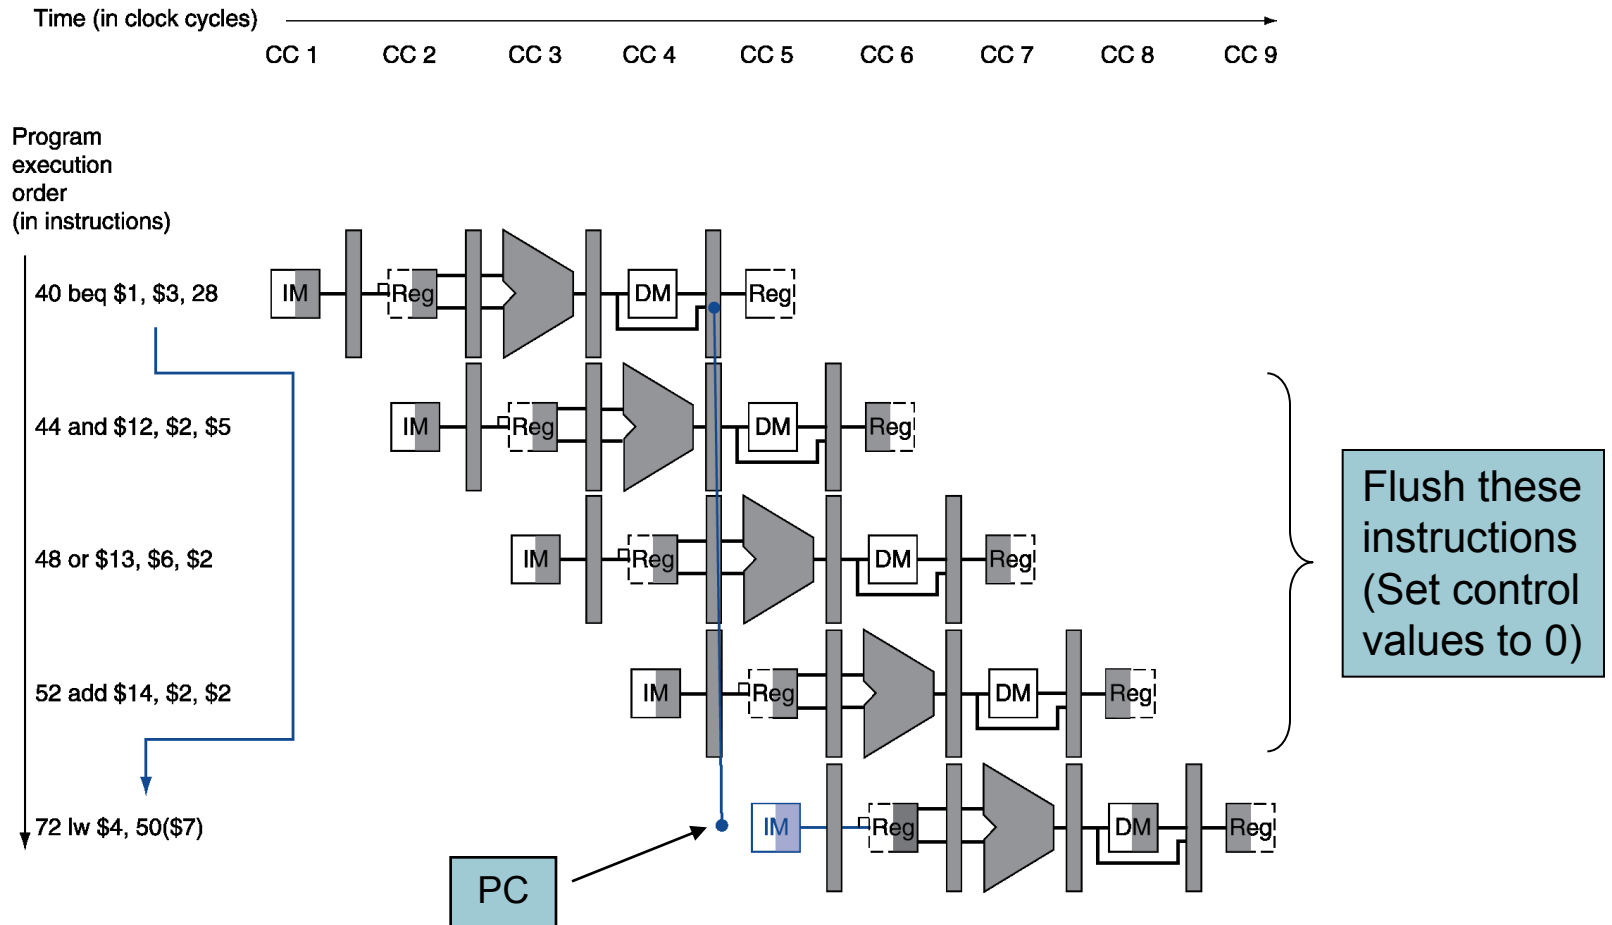 Time (in clock cycles)
CC 1 CC 2 CC 3 CC 4 CC 5 CC 6 CC 7 CC 8 CC 9
Program
execution
order
(in instructions)
40 beq $1, $3, 28
IM Reg DM Reg
44 and $12, $2, $5
IM Reg DM Reg
48 or $13, $6, $2
IM Reg DM Reg
52 add $14, $2, $2
IM Reg DM Reg
72 lw $4, 50($7)
IM Reg DM Reg
PC
Flush these
instructions
(Set control
values to 0)